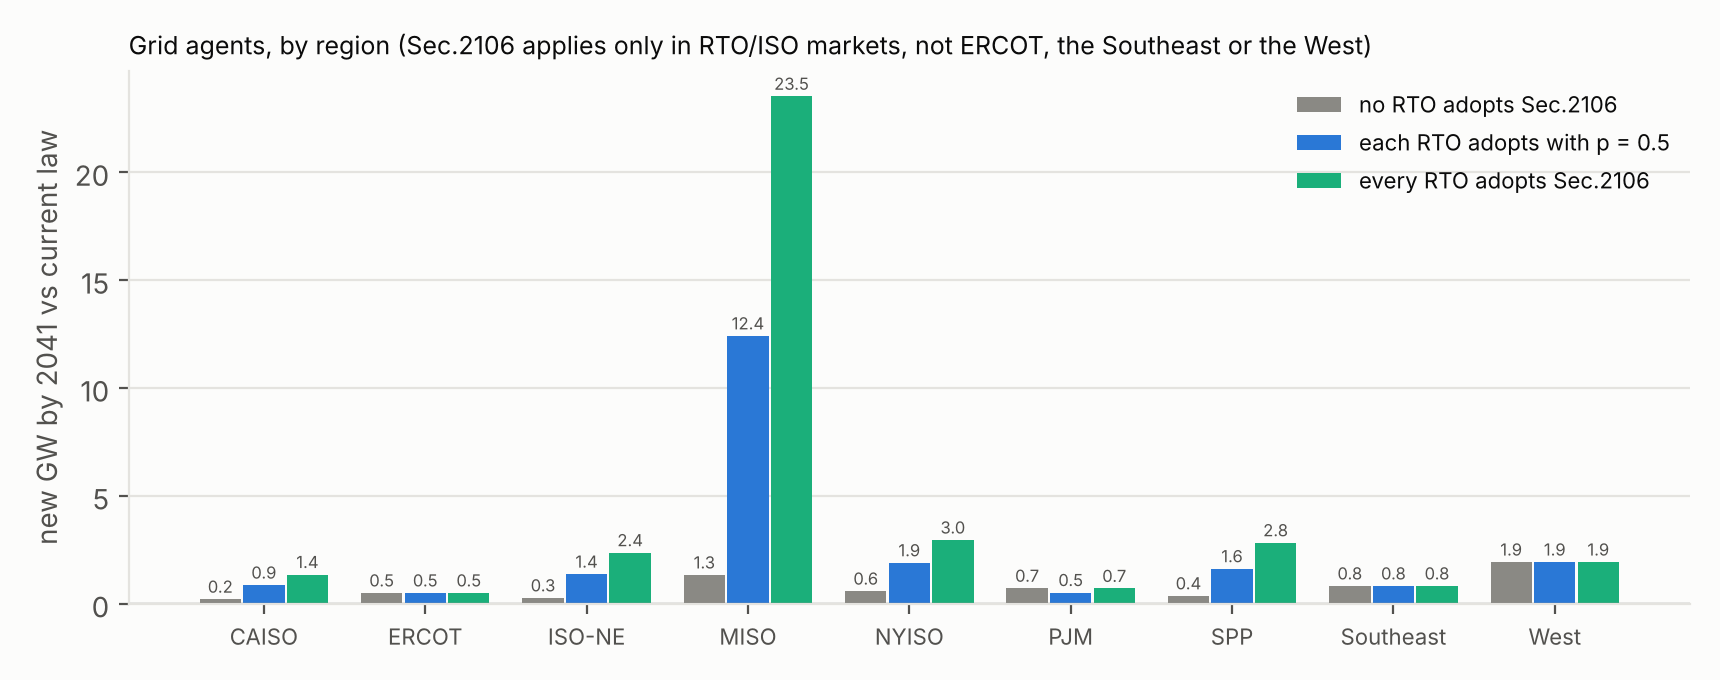 Grid agents, by region (Sec.2106 applies only in RTO/ISO markets, not ERCOT, the Southeast or the West)
new GW by 2041 vs current law
20
15
10
5
0
no RTO adopts Sec.2106
each RTO adopts with p = 0.5
every RTO adopts Sec.2106
0.2 0.9 1.4
0.5 0.5 0.5
0.3 1.4 2.4
1.3 12.4 23.5
0.6 1.9 3.0
0.7 0.5 0.7
0.4 1.6 2.8
0.8 0.8 0.8
1.9 1.9 1.9
CAISO ERCOT ISO-NE MISO NYISO PJM SPP Southeast West